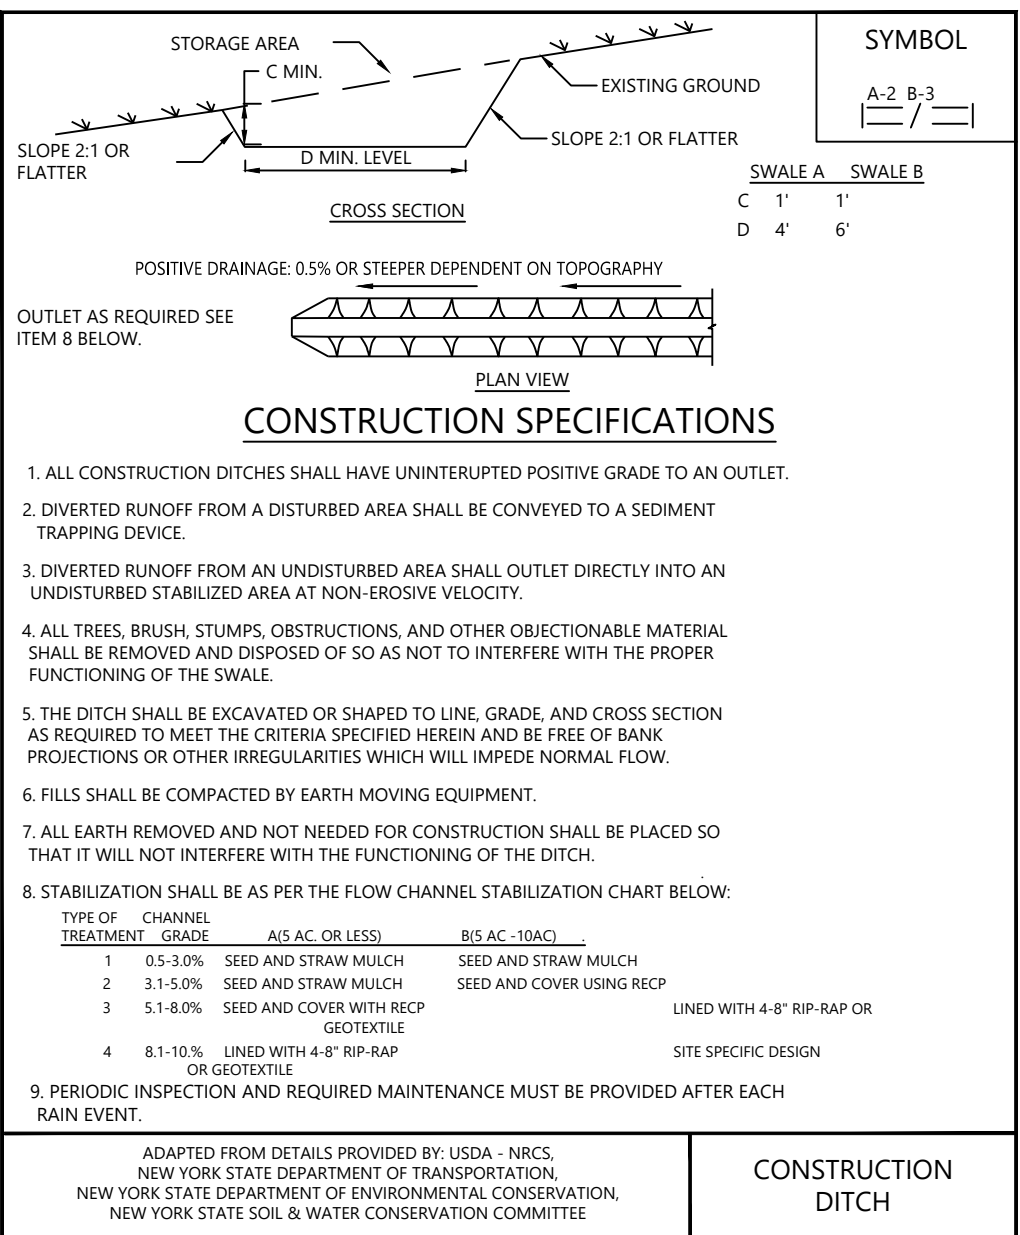 STORAGE AREA
C MIN.
EXISTING GROUND
SLOPE 2:1 OR FLATTER
SLOPE 2:1 OR
FLATTER
D MIN. LEVEL
CROSS SECTION
SYMBOL
A-2 B-3
SWALE A SWALE B
C 1' 1'
D 4' 6'
POSITIVE DRAINAGE: 0.5% OR STEEPER DEPENDENT ON TOPOGRAPHY
OUTLET AS REQUIRED SEE
ITEM 8 BELOW.
PLAN VIEW
CONSTRUCTION SPECIFICATIONS
1. ALL CONSTRUCTION DITCHES SHALL HAVE UNINTERUPTED POSITIVE GRADE TO AN OUTLET.
2. DIVERTED RUNOFF FROM A DISTURBED AREA SHALL BE CONVEYED TO A SEDIMENT
TRAPPING DEVICE.
3. DIVERTED RUNOFF FROM AN UNDISTURBED AREA SHALL OUTLET DIRECTLY INTO AN
UNDISTURBED STABILIZED AREA AT NON-EROSIVE VELOCITY.
4. ALL TREES, BRUSH, STUMPS, OBSTRUCTIONS, AND OTHER OBJECTIONABLE MATERIAL
SHALL BE REMOVED AND DISPOSED OF SO AS NOT TO INTERFERE WITH THE PROPER
FUNCTIONING OF THE SWALE.
5. THE DITCH SHALL BE EXCAVATED OR SHAPED TO LINE, GRADE, AND CROSS SECTION
AS REQUIRED TO MEET THE CRITERIA SPECIFIED HEREIN AND BE FREE OF BANK
PROJECTIONS OR OTHER IRREGULARITIES WHICH WILL IMPEDE NORMAL FLOW.
6. FILLS SHALL BE COMPACTED BY EARTH MOVING EQUIPMENT.
7. ALL EARTH REMOVED AND NOT NEEDED FOR CONSTRUCTION SHALL BE PLACED SO
THAT IT WILL NOT INTERFERE WITH THE FUNCTIONING OF THE DITCH.
8. STABILIZATION SHALL BE AS PER THE FLOW CHANNEL STABILIZATION CHART BELOW:
TYPE OF CHANNEL
TREATMENT GRADE A(5 AC. OR LESS) B(5 AC -10AC) .
1 0.5-3.0% SEED AND STRAW MULCH SEED AND STRAW MULCH
2 3.1-5.0% SEED AND STRAW MULCH SEED AND COVER USING RECP
3 5.1-8.0% SEED AND COVER WITH RECP LINED WITH 4-8" RIP-RAP OR
GEOTEXTILE
4 8.1-10.% LINED WITH 4-8" RIP-RAP SITE SPECIFIC DESIGN
OR GEOTEXTILE
9. PERIODIC INSPECTION AND REQUIRED MAINTENANCE MUST BE PROVIDED AFTER EACH
RAIN EVENT.
ADAPTED FROM DETAILS PROVIDED BY: USDA - NRCS,
NEW YORK STATE DEPARTMENT OF TRANSPORTATION,
NEW YORK STATE DEPARTMENT OF ENVIRONMENTAL CONSERVATION,
NEW YORK STATE SOIL & WATER CONSERVATION COMMITTEE
CONSTRUCTION
DITCH